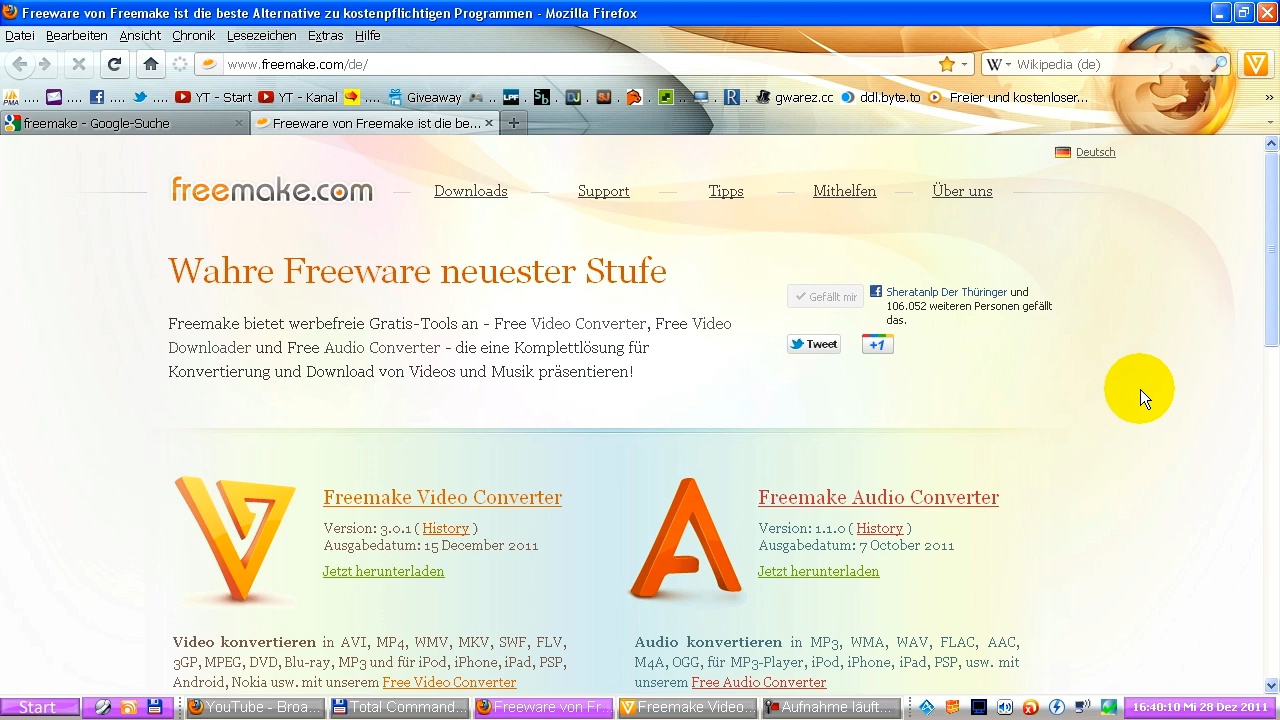 Freeware von Freemake ist die beste Alternative zu kostenpflichtigen Programmen - Mozilla Firefox
Datei Bearbeiten Ansicht Chronik Lesezeichen Extras Hilfe
www.freemake.com/de/
W Wikipedia (de)
PMA .... .... .... .... YT - Start YT - Kanal .... Giveaway .. LPF . Sb . DJ . SJ . . .. . R . gwarez.cc ddl.byte.to Freier und kostenloser... »
freemake - Google-Suche
Freeware von Freemake ist die be...
Deutsch
freemake.com
Downloads Support Tipps Mithelfen Über uns
Wahre Freeware neuester Stufe
Freemake bietet werbefreie Gratis-Tools an - Free Video Converter, Free Video
Downloader und Free Audio Converter - die eine Komplettlösung für
Konvertierung und Download von Videos und Musik präsentieren!
Gefällt mir
Sheratanlp Der Thüringer und
106.052 weiteren Personen gefällt
das.
Tweet
+1
Freemake Video Converter
Version: 3.0.1 ( History )
Ausgabedatum: 15 December 2011
Jetzt herunterladen
Video konvertieren in AVI, MP4, WMV, MKV, SWF, FLV,
3GP, MPEG, DVD, Blu-ray, MP3 und für iPod, iPhone, iPad, PSP,
Android, Nokia usw. mit unserem Free Video Converter
Freemake Audio Converter
Version: 1.1.0 ( History )
Ausgabedatum: 7 October 2011
Jetzt herunterladen
Audio konvertieren in MP3, WMA, WAV, FLAC, AAC,
M4A, OGG, für MP3-Player, iPod, iPhone, iPad, PSP, usw. mit
unserem Free Audio Converter
Start
YouTube - Broa...
Total Command...
Freeware von Fr...
Freemake Video...
Aufnahme läuft...
16:40:10 Mi 28 Dez 2011